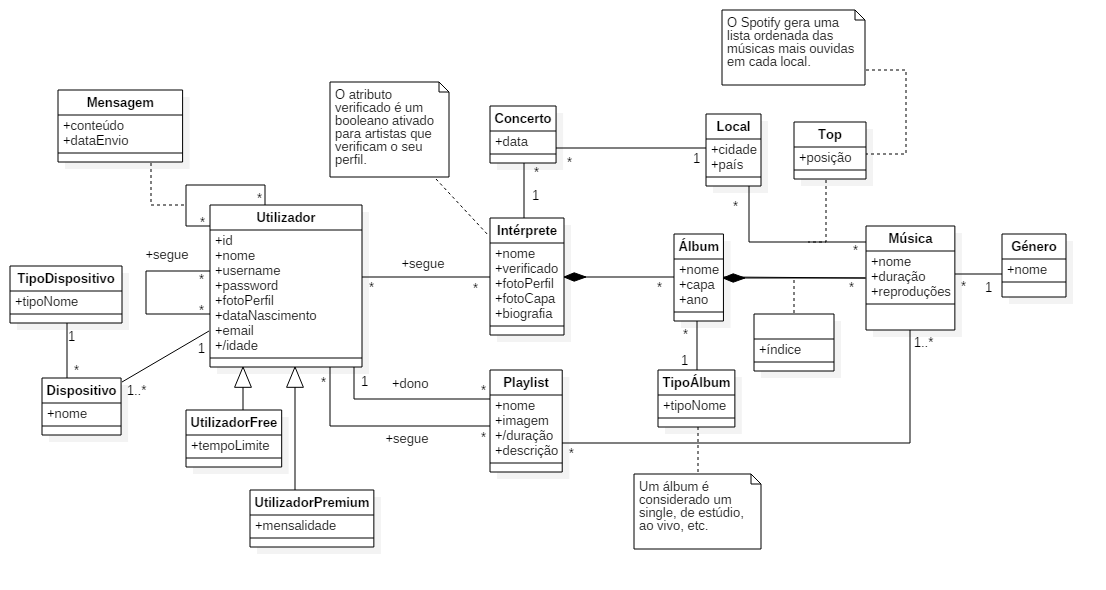 O Spotify gera uma
lista ordenada das
músicas mais ouvidas
em cada local.
Mensagem
+conteúdo
+dataEnvio
O atributo
verificado é um
booleano ativado
para artistas que
verificam o seu
perfil.
Concerto
+data
*
1
*
1
Local
+cidade
+país
*
Top
+posição
*
*
Utilizador
+id
+nome
+username
+password
+fotoPerfil
+dataNascimento
+email
+/idade
+segue
*
*
+segue
*
*
Intérprete
+nome
+verificado
+fotoPerfil
+fotoCapa
+biografia
*
Álbum
+nome
+capa
+ano
*
*
Música
+nome
+duração
+reproduções
*
1
Género
+nome
TipoDispositivo
+tipoNome
1
*
1
1..*
Dispositivo
+nome
+índice
*
1
1..*
TipoÁlbum
+tipoNome
UtilizadorFree
+tempoLimite
*
1
+dono
*
+segue
*
Playlist
+nome
+imagem
+/duração
+descrição
*
UtilizadorPremium
+mensalidade
Um álbum é
considerado um
single, de estúdio,
ao vivo, etc.